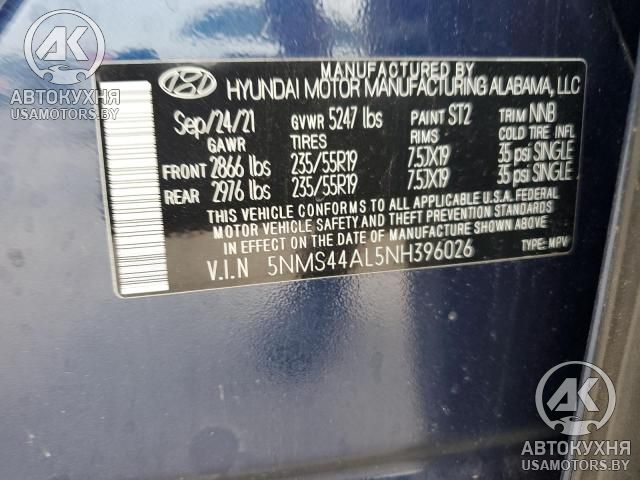 AK
АВТОКУХНЯ
USAMOTORS.BY
MANUFACTURED BY
HYUNDAI MOTOR MANUFACTURING ALABAMA, LLC
Sep/24/21 GVWR 5247 lbs PAINT ST2 TRIM NNB
GAWR TIRES RIMS COLD TIRE INFL
FRONT 2866 lbs 235/55R19 7.5JX19 35 psi SINGLE
REAR 2976 lbs 235/55R19 7.5JX19 35 psi SINGLE
THIS VEHICLE CONFORMS TO ALL APPLICABLE U.S.A. FEDERAL
MOTOR VEHICLE SAFETY AND THEFT PREVENTION STANDARDS
IN EFFECT ON THE DATE OF MANUFACTURE SHOWN ABOVE.
V.I.N 5NMS44AL5NH396026 TYPE: MPV
AK
АВТОКУХНЯ
USAMOTORS.BY